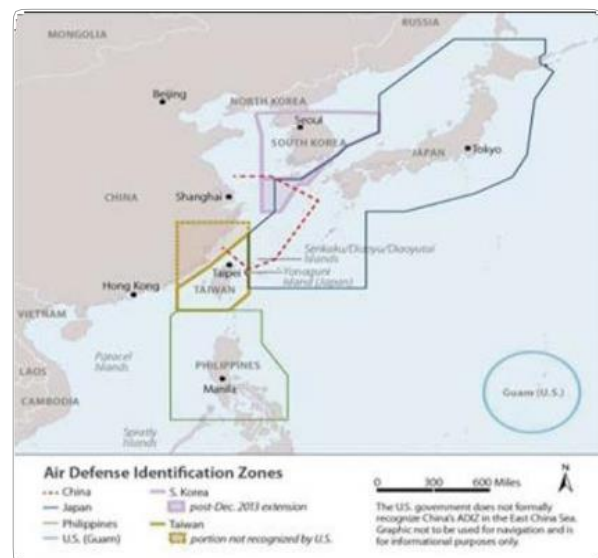 RUSSIA
MONGOLIA
Beijing
NORTH KOREA
Seoul
SOUTH KOREA
JAPAN
Tokyo
CHINA
Shanghai
Senkaku/Diaoyu/Diaoyutai
Islands
Taipei
Yonaguni
Island (Japan)
TAIWAN
Hong Kong
VIETNAM
Paracel
Islands
PHILIPPINES
LAOS
Manila
Guam (U.S.)
CAMBODIA
Spratly
Islands
Air Defense Identification Zones
China
S. Korea
Japan
post-Dec. 2013 extension
Philippines
Taiwan
U.S. (Guam)
portion not recognized by U.S.
0 300 600 Miles
N
The U.S. government does not formally
recognize China's ADIZ in the East China Sea.
Graphic not to be used for navigation and is
for informational purposes only.